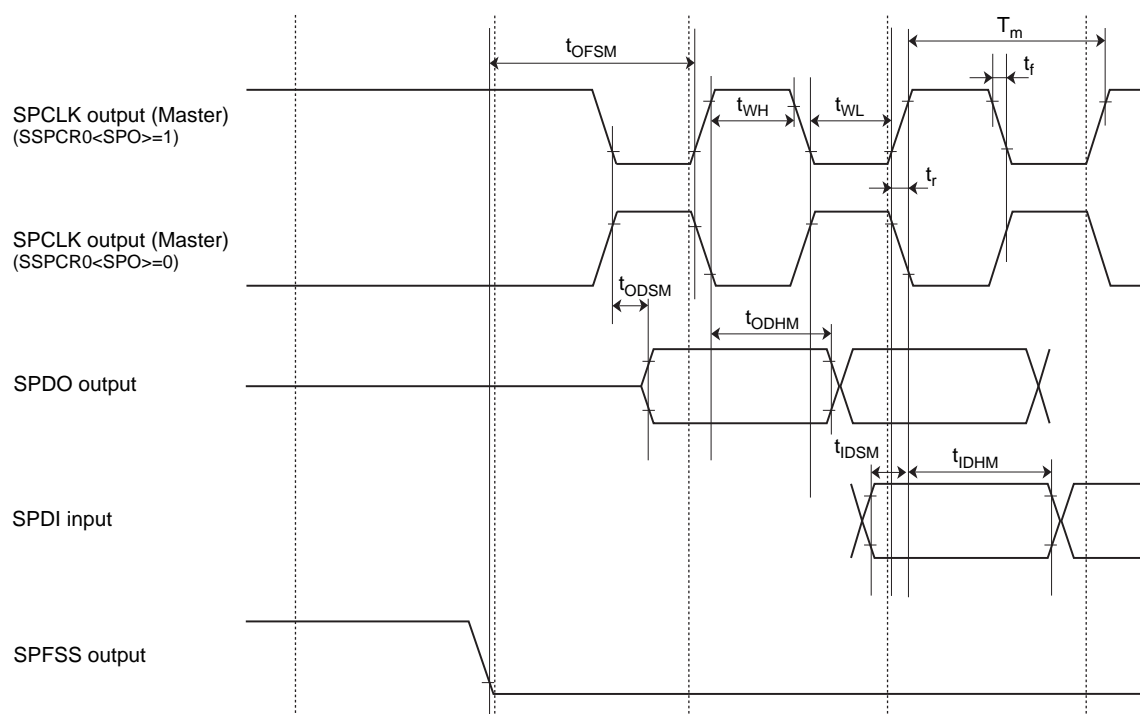 T_m
t_OFSM
t_f
SPCLK output (Master)
(SSPCR0<SPO>=1)
t_WH
t_WL
t_r
SPCLK output (Master)
(SSPCR0<SPO>=0)
t_ODSM
t_ODHM
SPDO output
t_IDSM
t_IDHM
SPDI input
SPFSS output